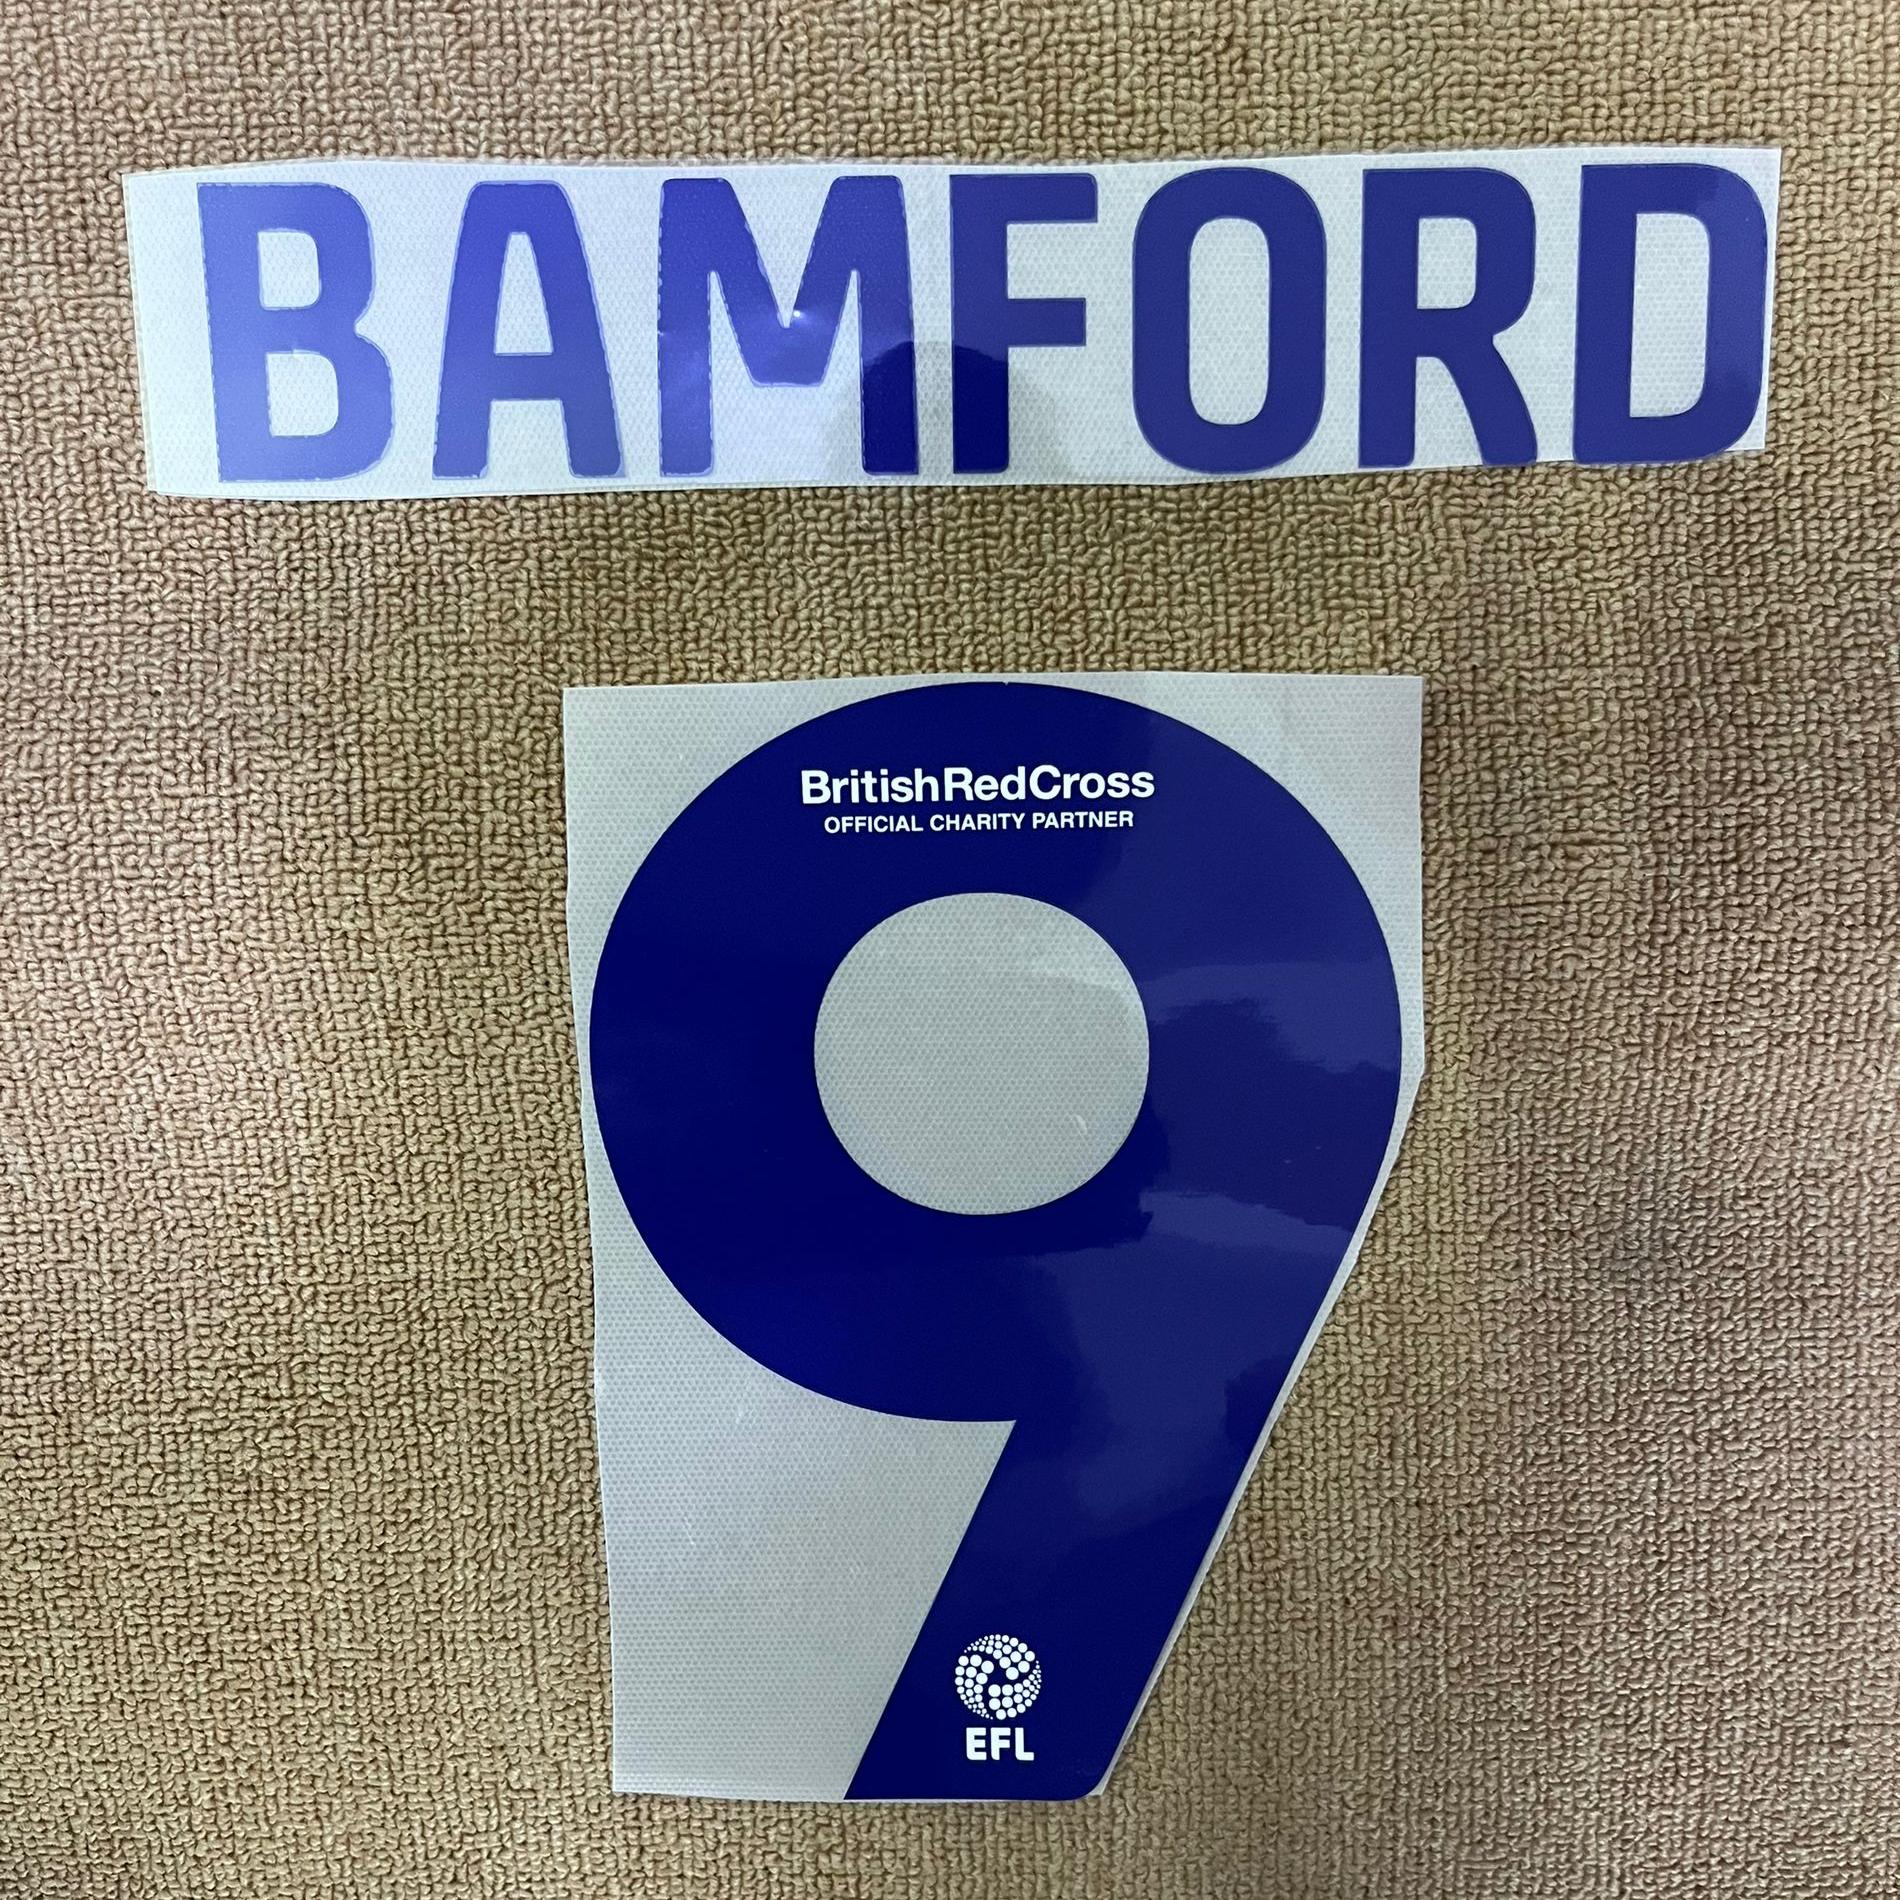 BAMFORD
BritishRedCross
OFFICIAL CHARITY PARTNER
9
EFL